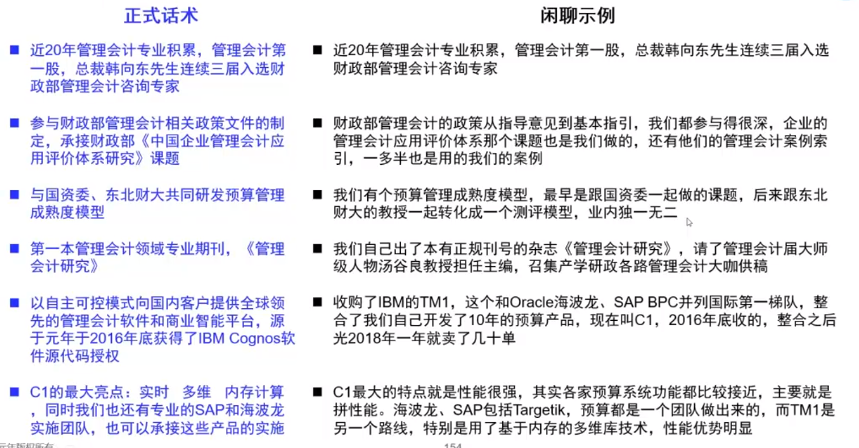 正式话术
近20年管理会计专业积累，管理会计第
一股，总裁韩向东先生连续三届入选财
政部管理会计咨询专家
参与财政部管理会计相关政策文件的制
定，承接财政部《中国企业管理会计应
用评价体系研究》课题
与国资委、东北财大共同研发预算管理
成熟度模型
第一本管理会计领域专业期刊，《管理
会计研究》
以自主可控模式向国内客户提供全球领
先的管理会计软件和商业智能平台，源
于元年于2016年底获得了IBM Cognos软
件源代码授权
C1的最大亮点：实时 多维 内存计算
，同时我们也还有专业的SAP和海波龙
实施团队，也可以承接这些产品的实施
闲聊示例
近20年管理会计专业积累，管理会计第一股，总裁韩向东先生连续三届入选
财政部管理会计咨询专家
财政部管理会计的政策从指导意见到基本指引，我们都参与得很深，企业的
管理会计应用评价体系那个课题也是我们做的，还有他们的管理会计案例索
引，一多半也是用的我们的案例
我们有个预算管理成熟度模型，最早是跟国资委一起做的课题，后来跟东北
财大的教授一起转化成一个测评模型，业内独一无二
我们自己出了本有正规刊号的杂志《管理会计研究》，请了管理会计届大师
级人物汤谷良教授担任主编，召集产学研政各路管理会计大咖供稿
收购了IBM的TM1，这个和Oracle海波龙、SAP BPC并列国际第一梯队，整
合了我们自己开发了10年的预算产品，现在叫C1，2016年底收的，整合之后
光2018年一年就卖了几十单
C1最大的特点就是性能很强，其实各家预算系统功能都比较接近，主要就是
拼性能。海波龙、SAP包括Targetik，预算都是一个团队做出来的，而TM1是
另一个路线，特别是用了基于内存的多维库技术，性能优势明显
元年版权所有
154